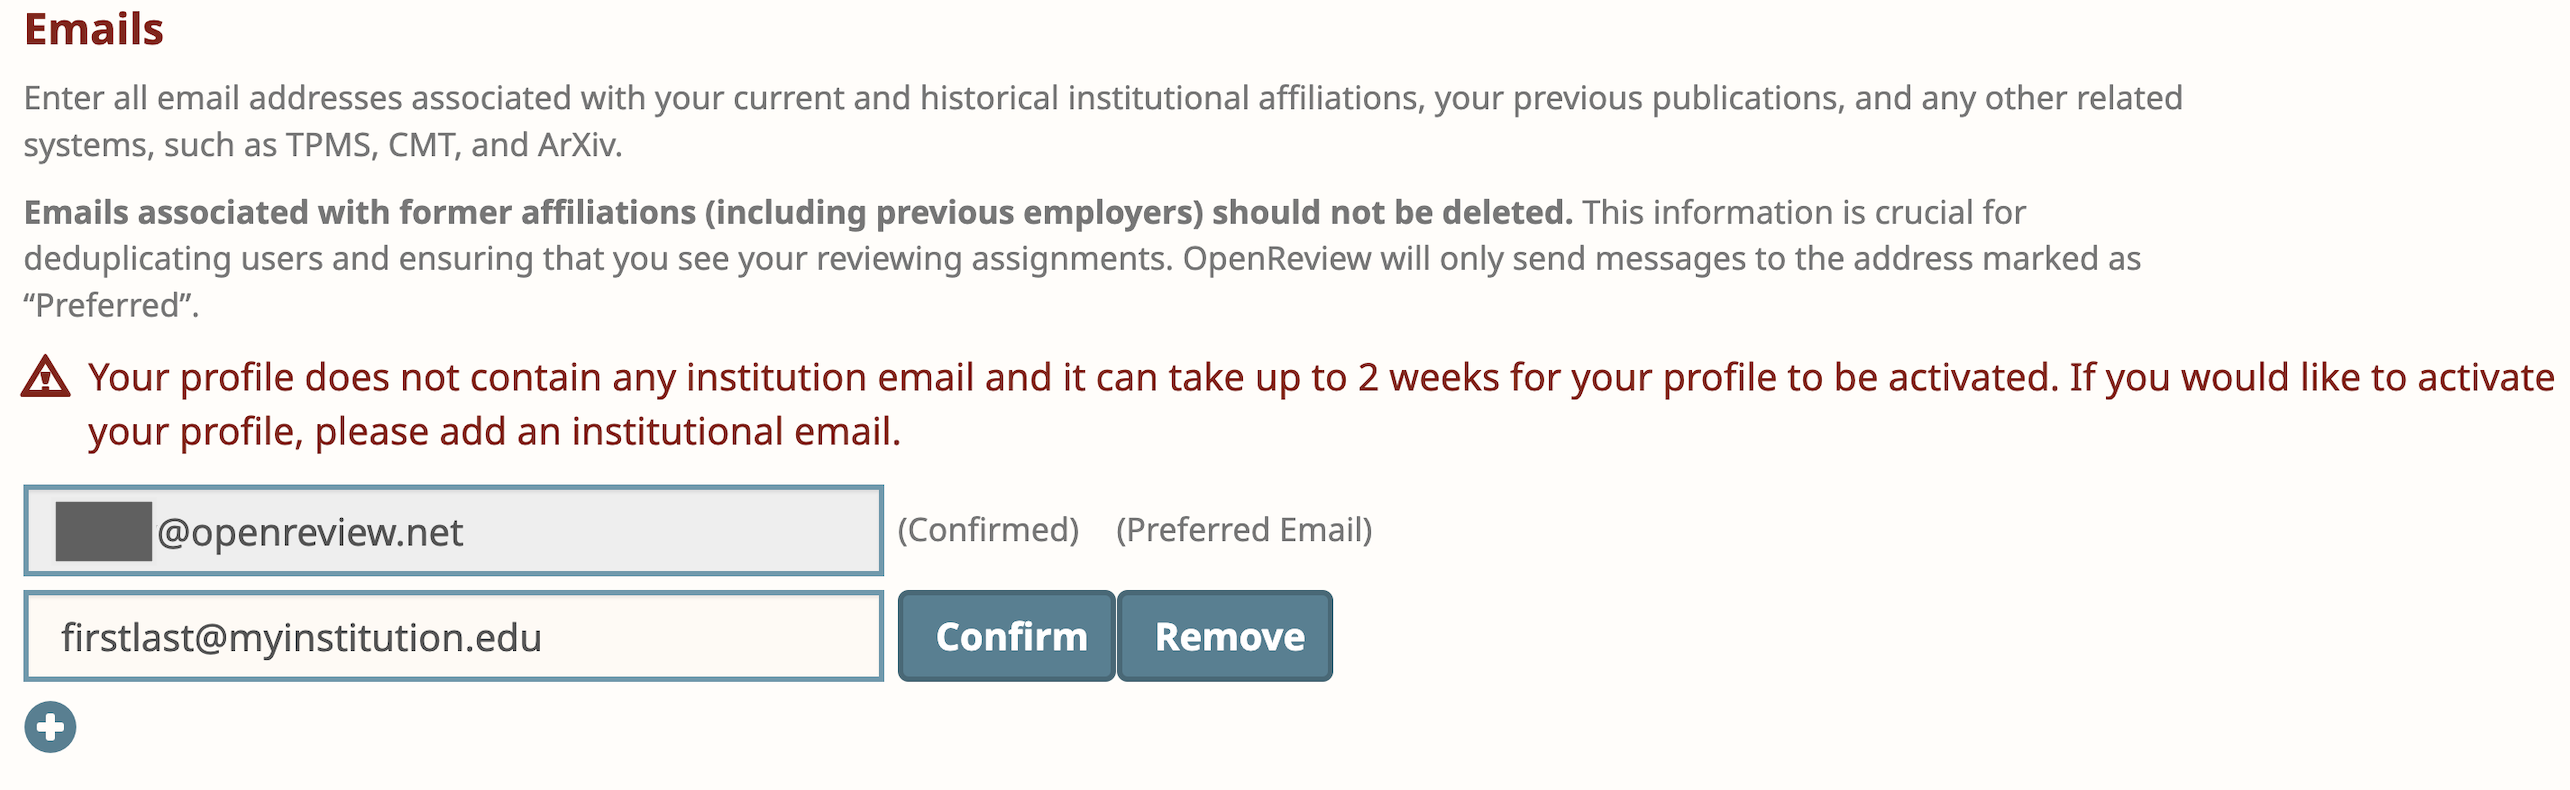 Emails
Enter all email addresses associated with your current and historical institutional affiliations, your previous publications, and any other related
systems, such as TPMS, CMT, and ArXiv.
Emails associated with former affiliations (including previous employers) should not be deleted. This information is crucial for
deduplicating users and ensuring that you see your reviewing assignments. OpenReview will only send messages to the address marked as
“Preferred”.
Your profile does not contain any institution email and it can take up to 2 weeks for your profile to be activated. If you would like to activate
your profile, please add an institutional email.
@openreview.net (Confirmed) (Preferred Email)
firstlast@myinstitution.edu Confirm Remove